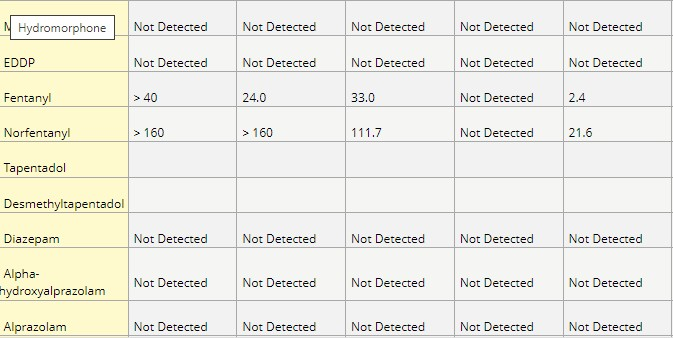 M Hydromorphone Not Detected Not Detected Not Detected Not Detected Not Detected
EDDP Not Detected Not Detected Not Detected Not Detected Not Detected
Fentanyl > 40 24.0 33.0 Not Detected 2.4
Norfentanyl > 160 > 160 111.7 Not Detected 21.6
Tapentadol
Desmethyltapentadol
Diazepam Not Detected Not Detected Not Detected Not Detected Not Detected
Alpha-
hydroxyalprazolam Not Detected Not Detected Not Detected Not Detected Not Detected
Alprazolam Not Detected Not Detected Not Detected Not Detected Not Detected